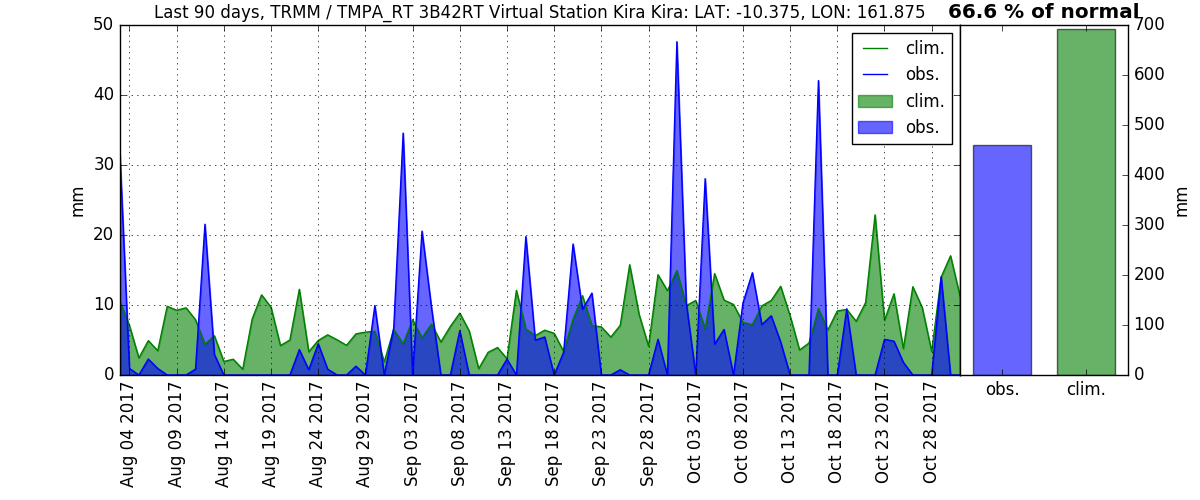 Last 90 days, TRMM / TMPA_RT 3B42RT Virtual Station Kira Kira: LAT: -10.375, LON: 161.875
66.6 % of normal
50
40
30
20
10
0
mm
clim.
obs.
clim.
obs.
700
600
500
400
300
200
100
0
mm
Aug 04 2017
Aug 09 2017
Aug 14 2017
Aug 19 2017
Aug 24 2017
Aug 29 2017
Sep 03 2017
Sep 08 2017
Sep 13 2017
Sep 18 2017
Sep 23 2017
Sep 28 2017
Oct 03 2017
Oct 08 2017
Oct 13 2017
Oct 18 2017
Oct 23 2017
Oct 28 2017
obs.
clim.